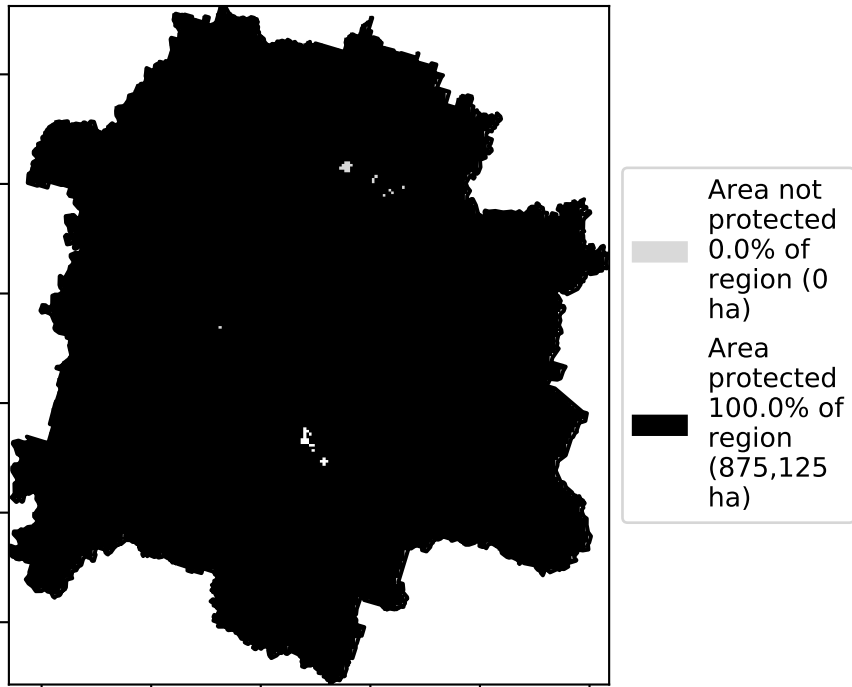 Area not
protected
0.0% of
region (0
ha)
Area
protected
100.0% of
region
(875,125
ha)